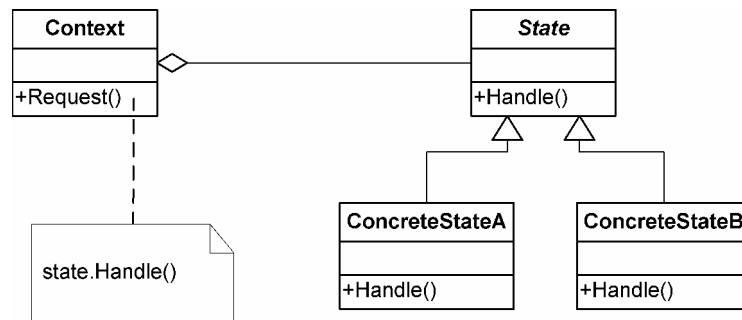 Context
State
+Request()
+Handle()
ConcreteStateA
ConcreteStateB
state.Handle()
+Handle()
+Handle()